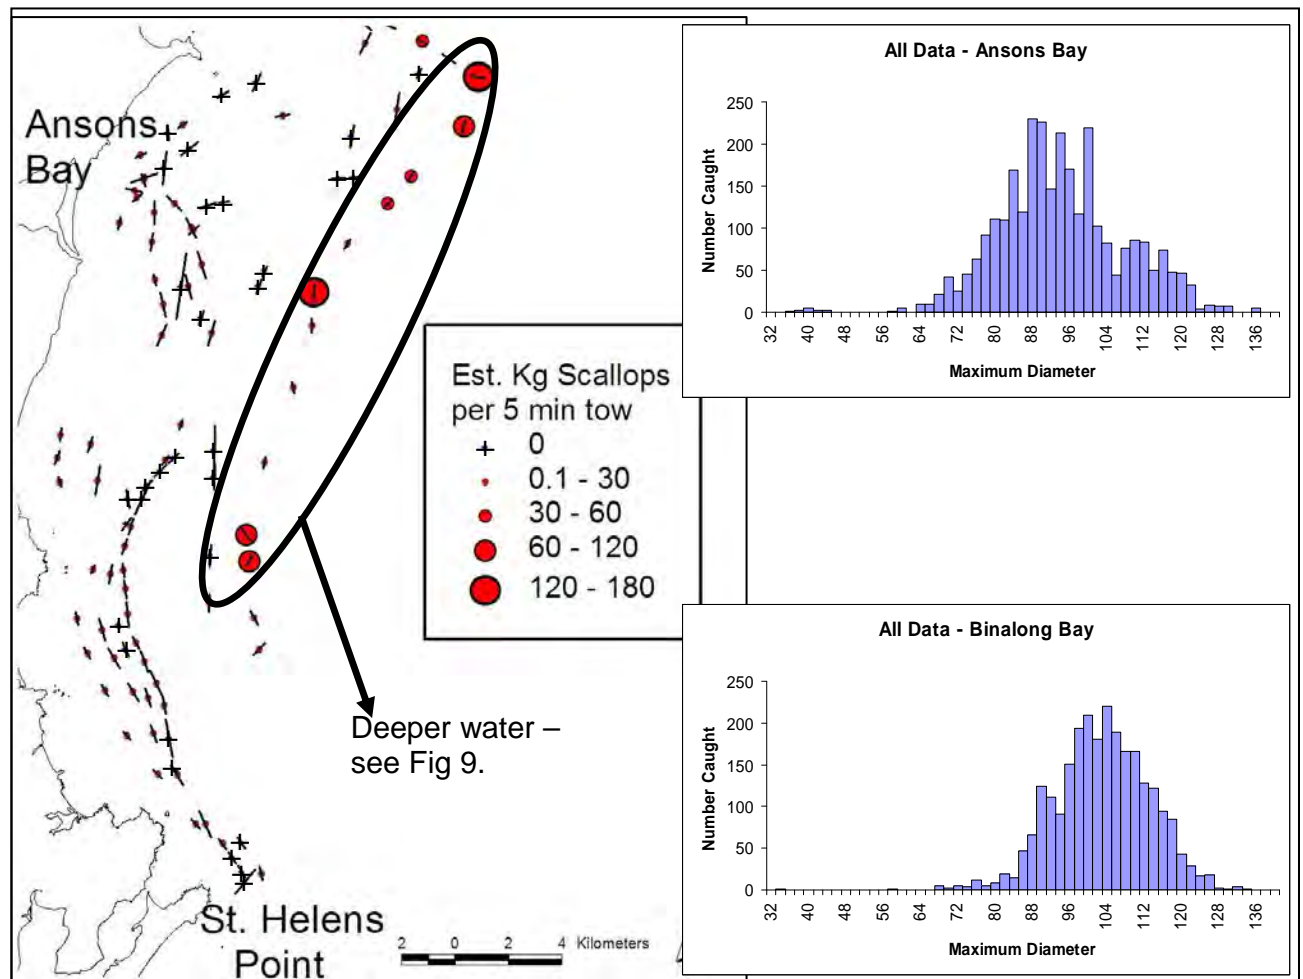 Ansons
Bay
Est. Kg Scallops
per 5 min tow
0
0.1 - 30
30 - 60
60 - 120
120 - 180
Deeper water –
see Fig 9.
St. Helens
Point
2 0 2 4 Kilometers
All Data - Ansons Bay
Number Caught
250
200
150
100
50
0
32 40 48 56 64 72 80 88 96 104 112 120 128 136
Maximum Diameter
All Data - Binalong Bay
Number Caught
250
200
150
100
50
0
32 40 48 56 64 72 80 88 96 104 112 120 128 136
Maximum Diameter